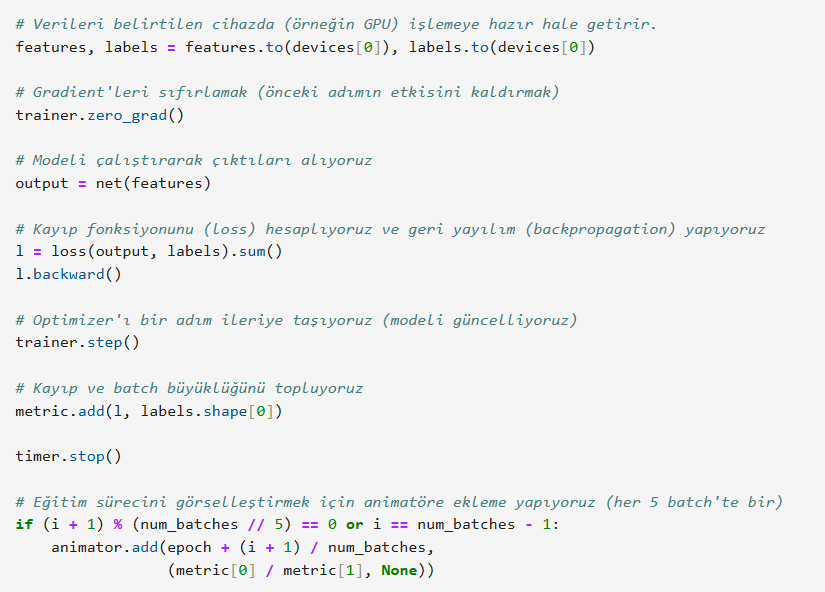 # Verileri belirtilen cihazda (örneğin GPU) işlemeye hazır hale getirir.
features, labels = features.to(devices[0]), labels.to(devices[0])
# Gradient'leri sıfırlamak (önceki adımın etkisini kaldırmak)
trainer.zero_grad()
# Modeli çalıştırarak çıktıları alıyoruz
output = net(features)
# Kayıp fonksiyonunu (loss) hesaplıyoruz ve geri yayılım (backpropagation) yapıyoruz
l = loss(output, labels).sum()
l.backward()
# Optimizer'ı bir adım ileriye taşıyoruz (modeli güncelliyoruz)
trainer.step()
# Kayıp ve batch büyüklüğünü topluyoruz
metric.add(l, labels.shape[0])
timer.stop()
# Eğitim sürecini görselleştirmek için animatöre ekleme yapıyoruz (her 5 batch'te bir)
if (i + 1) % (num_batches // 5) == 0 or i == num_batches - 1:
    animator.add(epoch + (i + 1) / num_batches,
                 (metric[0] / metric[1], None))